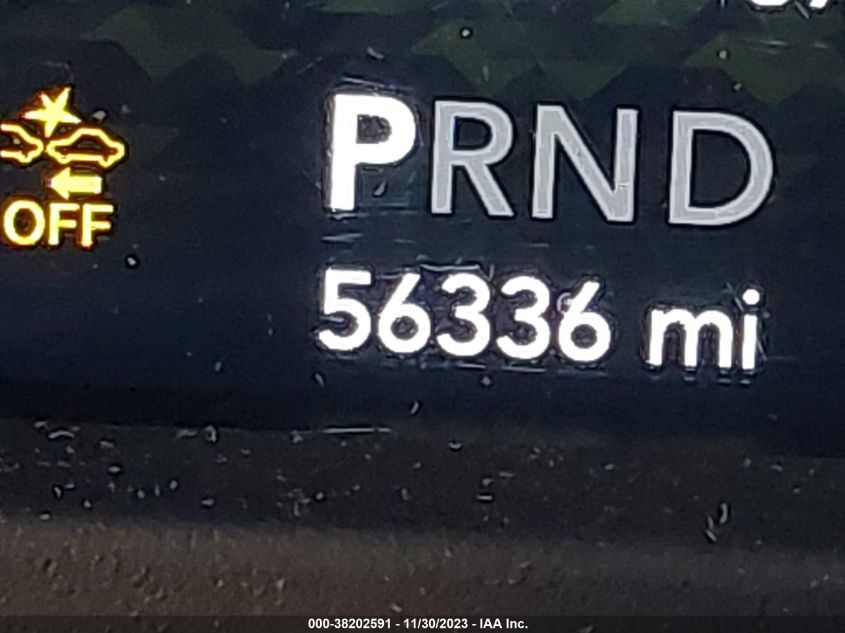 PRND
OFF
56336 mi
000-38202591 - 11/30/2023 - IAA Inc.